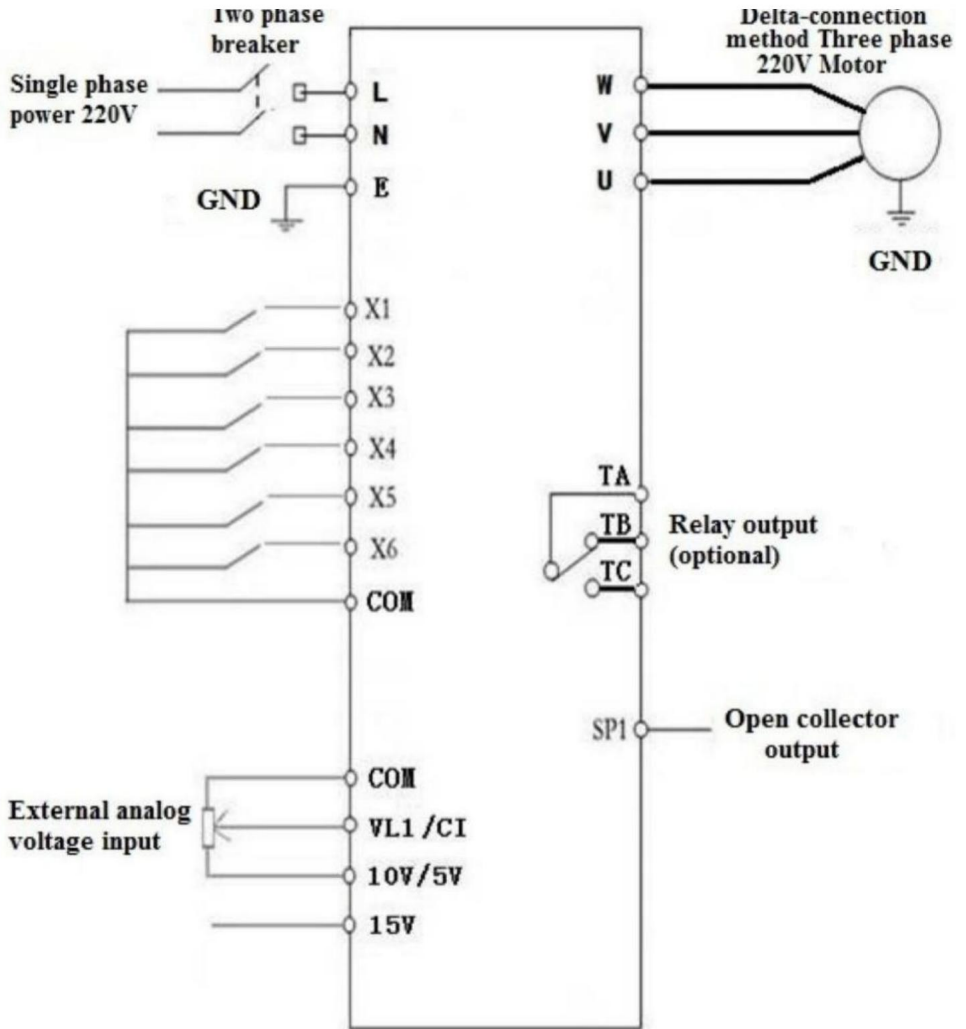 Two phase
breaker
Single phase
power 220V
L
N
E
GND
Delta-connection
method Three phase
220V Motor
W
V
U
GND
X1
X2
X3
X4
X5
X6
COM
TA
TB
TC
Relay output
(optional)
SP1
Open collector
output
External analog
voltage input
COM
VL1/CI
10V/5V
15V